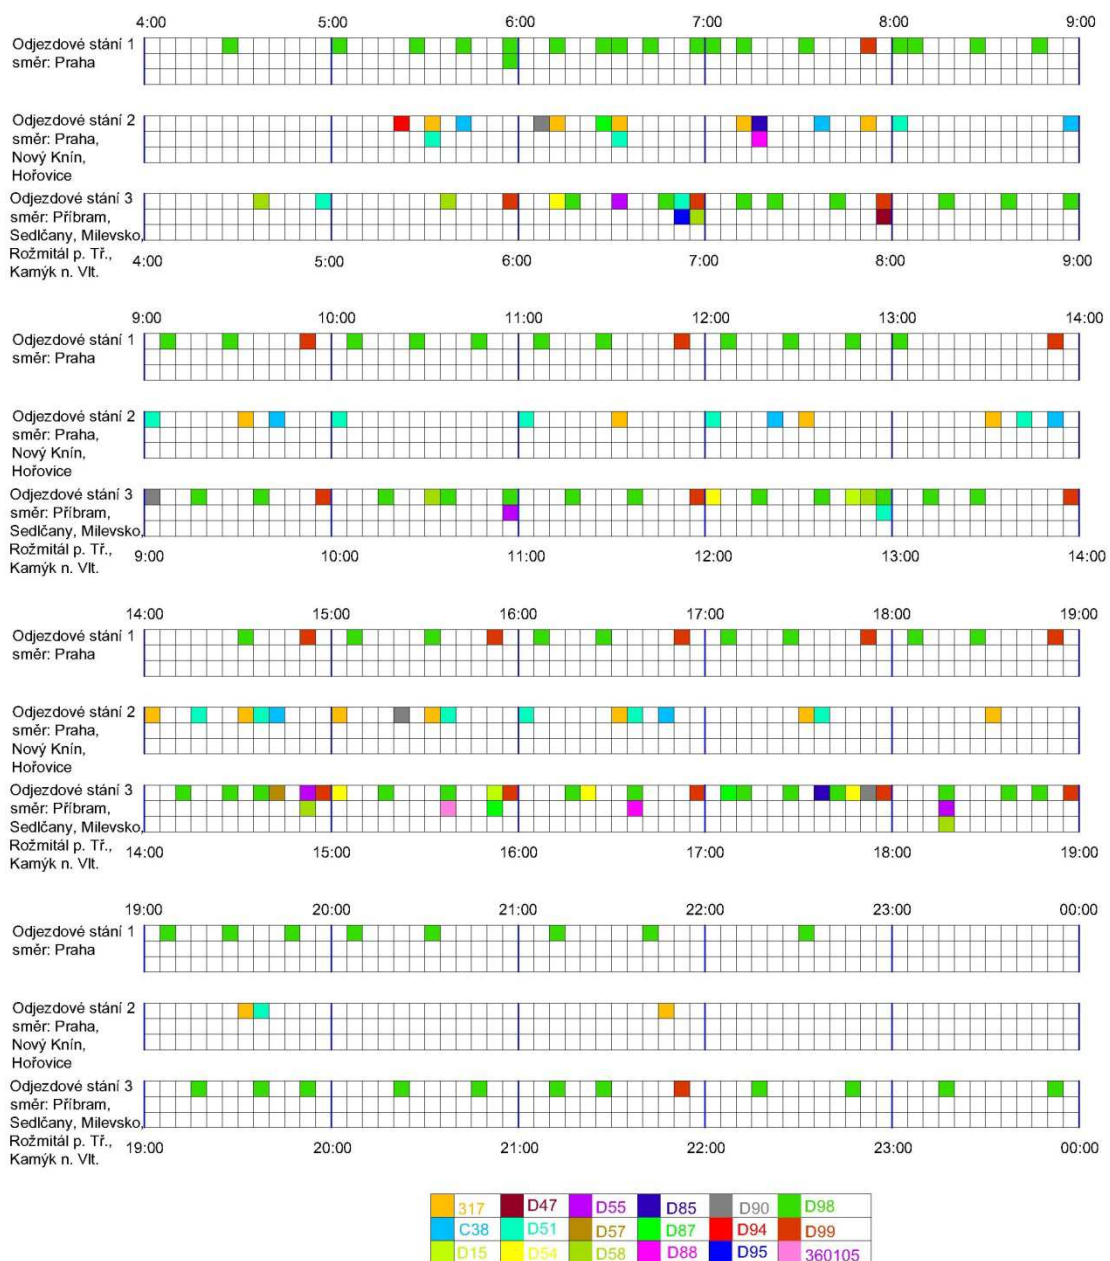 4:00 5:00 6:00 7:00 8:00 9:00
Odjezdové stání 1
směr: Praha
Odjezdové stání 2
směr: Praha,
Nový Knín,
Hořovice
Odjezdové stání 3
směr: Příbram,
Sedlčany, Milevsko,
Rožmitál p. Tř.,
Kamýk n. Vlt.
4:00 5:00 6:00 7:00 8:00 9:00
9:00 10:00 11:00 12:00 13:00 14:00
Odjezdové stání 1
směr: Praha
Odjezdové stání 2
směr: Praha,
Nový Knín,
Hořovice
Odjezdové stání 3
směr: Příbram,
Sedlčany, Milevsko,
Rožmitál p. Tř.,
Kamýk n. Vlt.
9:00 10:00 11:00 12:00 13:00 14:00
14:00 15:00 16:00 17:00 18:00 19:00
Odjezdové stání 1
směr: Praha
Odjezdové stání 2
směr: Praha,
Nový Knín,
Hořovice
Odjezdové stání 3
směr: Příbram,
Sedlčany, Milevsko,
Rožmitál p. Tř.,
Kamýk n. Vlt.
14:00 15:00 16:00 17:00 18:00 19:00
19:00 20:00 21:00 22:00 23:00 00:00
Odjezdové stání 1
směr: Praha
Odjezdové stání 2
směr: Praha,
Nový Knín,
Hořovice
Odjezdové stání 3
směr: Příbram,
Sedlčany, Milevsko,
Rožmitál p. Tř.,
Kamýk n. Vlt.
19:00 20:00 21:00 22:00 23:00 00:00
317 D47 D55 D85 D90 D98
C38 D51 D57 D87 D94 D99
D15 D54 D58 D88 D95 360105